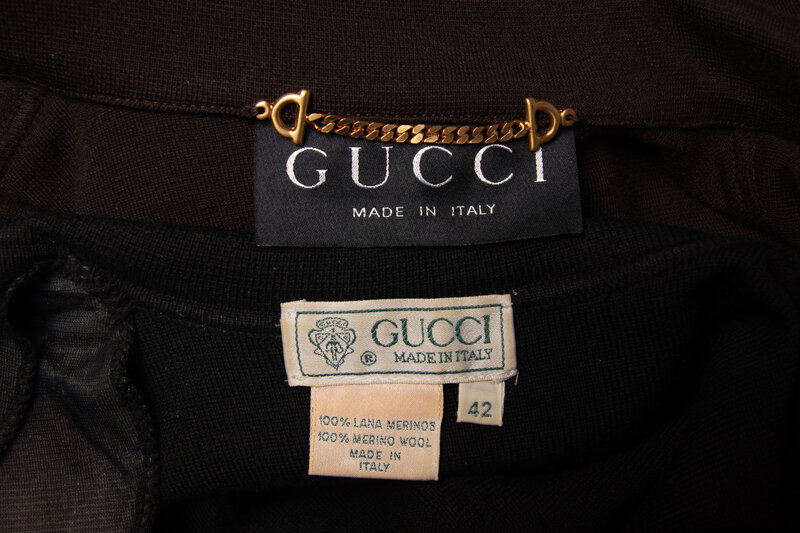 GUCCI
MADE IN ITALY
GUCCI
® MADE IN ITALY
42
100% LANA MERINOS
100% MERINO WOOL
MADE IN
ITALY